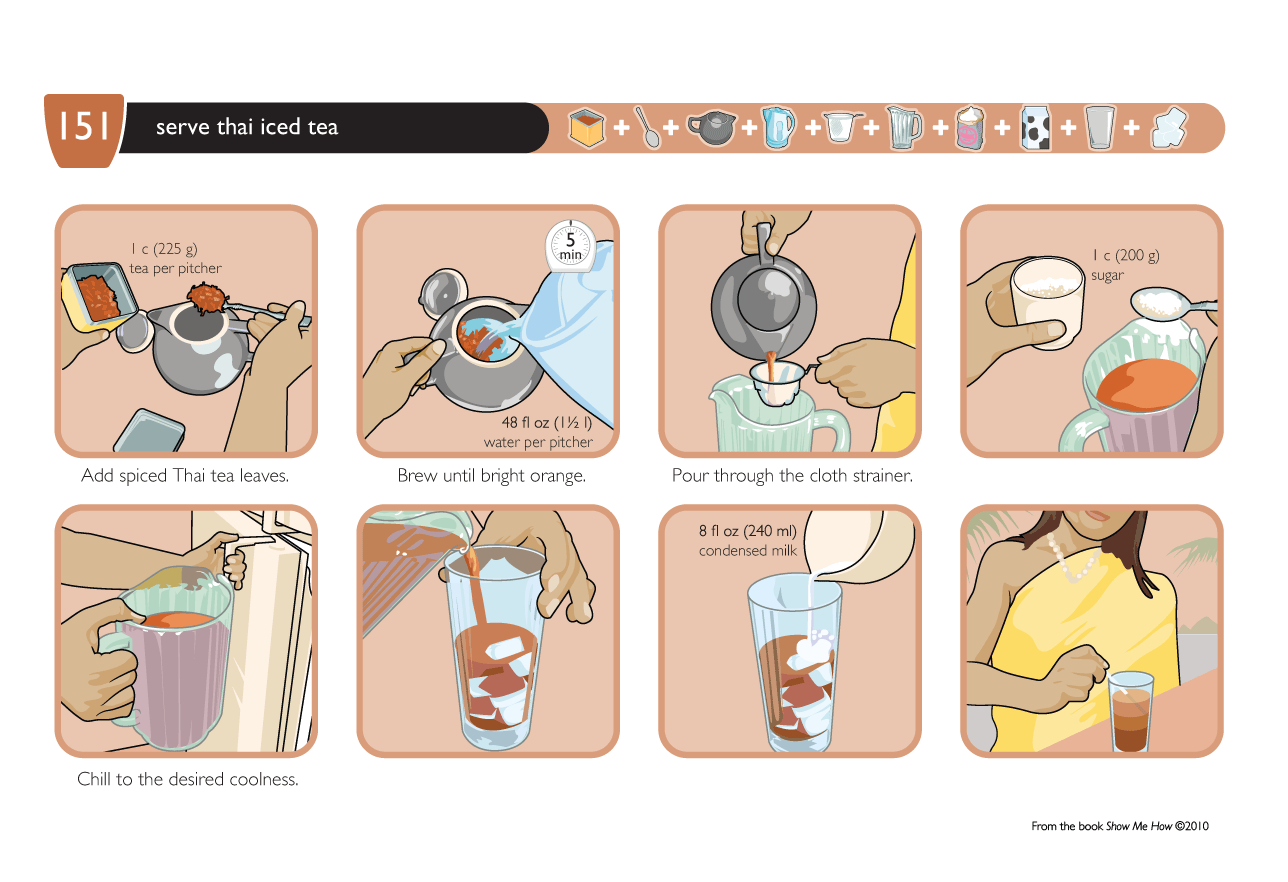 151
serve thai iced tea
1 c (225 g)
tea per pitcher
5
min
48 fl oz (1½ l)
water per pitcher
1 c (200 g)
sugar
Add spiced Thai tea leaves.
Brew until bright orange.
Pour through the cloth strainer.
8 fl oz (240 ml)
condensed milk
Chill to the desired coolness.
From the book Show Me How ©2010